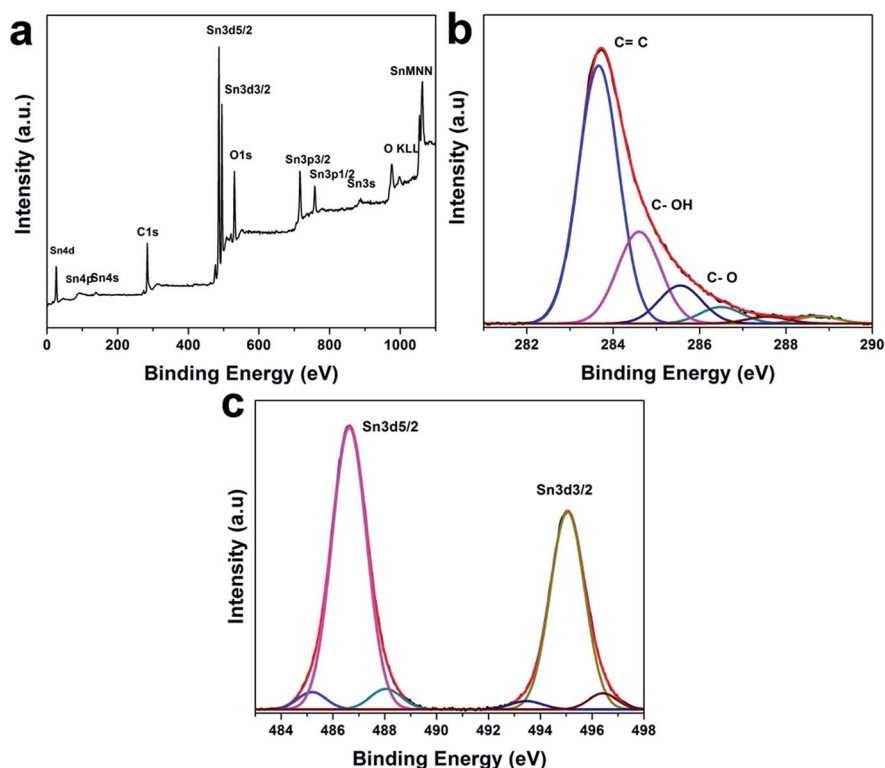 a
Sn3d5/2
Sn3d3/2
O1s
C1s
Sn4d
Sn4p
Sn4s
Sn3p3/2
Sn3p1/2
Sn3s
O KLL
SnMNN
Intensity (a.u.)
0 200 400 600 800 1000
Binding Energy (eV)
b
C= C
C- OH
C- O
Intensity (a.u)
282 284 286 288 290
Binding Energy (eV)
c
Sn3d5/2
Sn3d3/2
Intensity (a.u)
484 486 488 490 492 494 496 498
Binding Energy (eV)